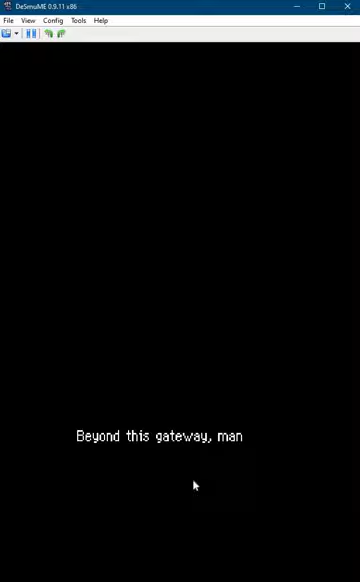 DeSmuME 0.9.11 x86
File View Config Tools Help
Beyond this gateway, man